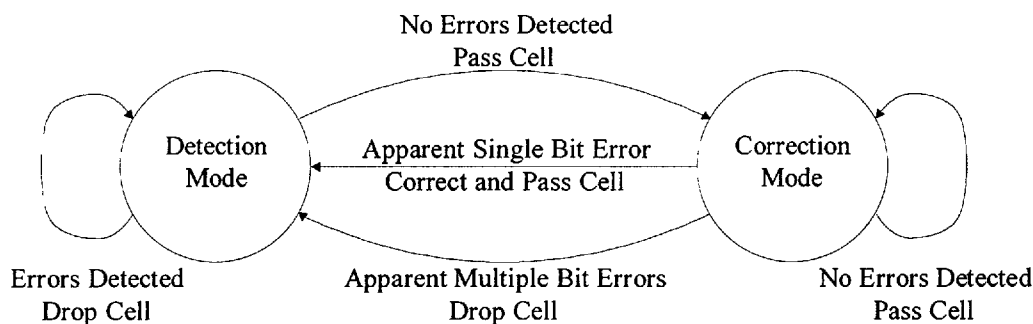 No Errors Detected
Pass Cell
Detection
Mode
Apparent Single Bit Error
Correct and Pass Cell
Correction
Mode
Errors Detected
Drop Cell
Apparent Multiple Bit Errors
Drop Cell
No Errors Detected
Pass Cell